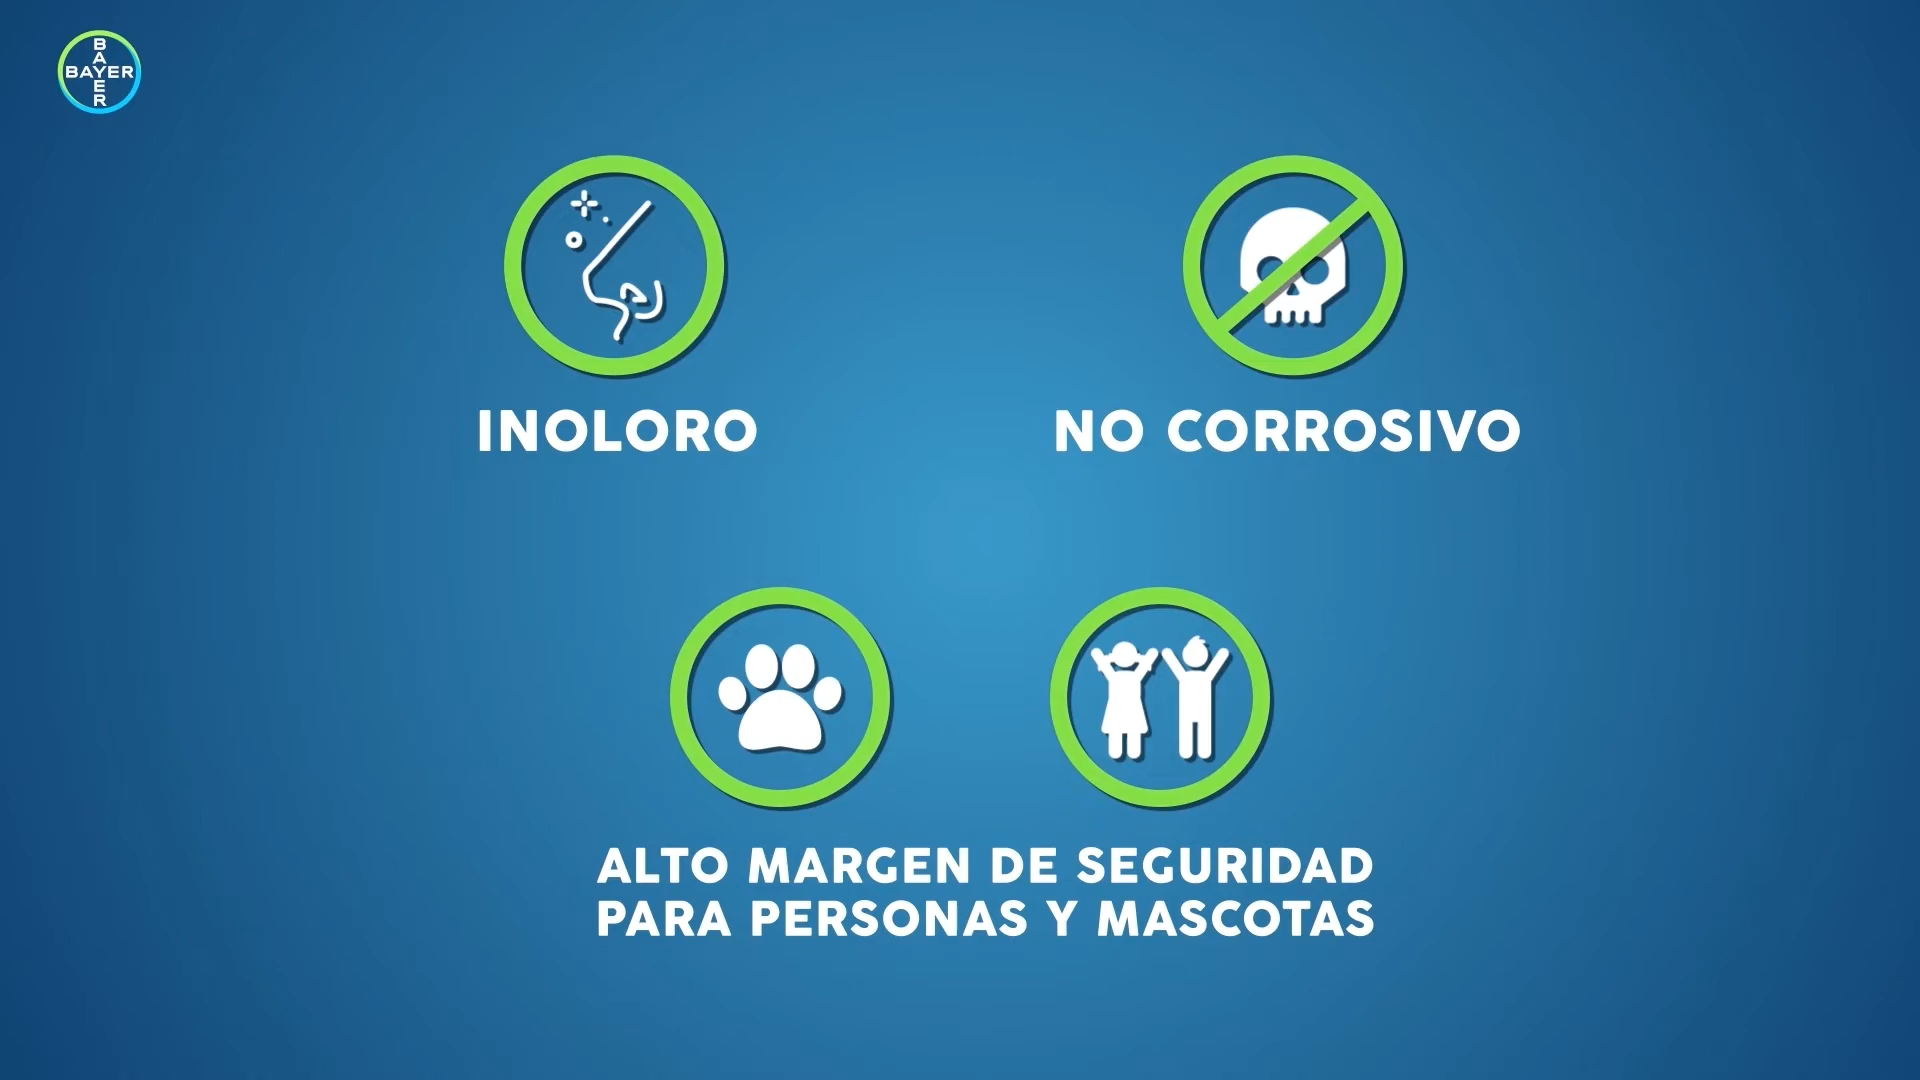 BAYER
BAYER
INOLORO
NO CORROSIVO
ALTO MARGEN DE SEGURIDAD
PARA PERSONAS Y MASCOTAS